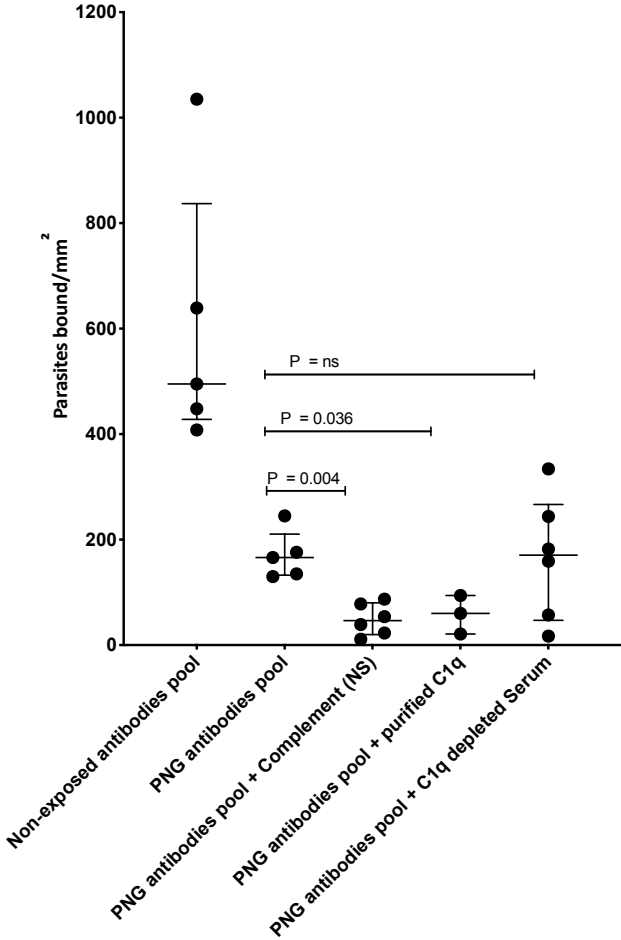 1200
1000
800
600
400
200
0
Parasites bound/mm²
P = ns
P = 0.036
P = 0.004
Non-exposed antibodies pool
PNG antibodies pool
PNG antibodies pool + Complement (NS)
PNG antibodies pool + purified C1q
PNG antibodies pool + C1q depleted Serum